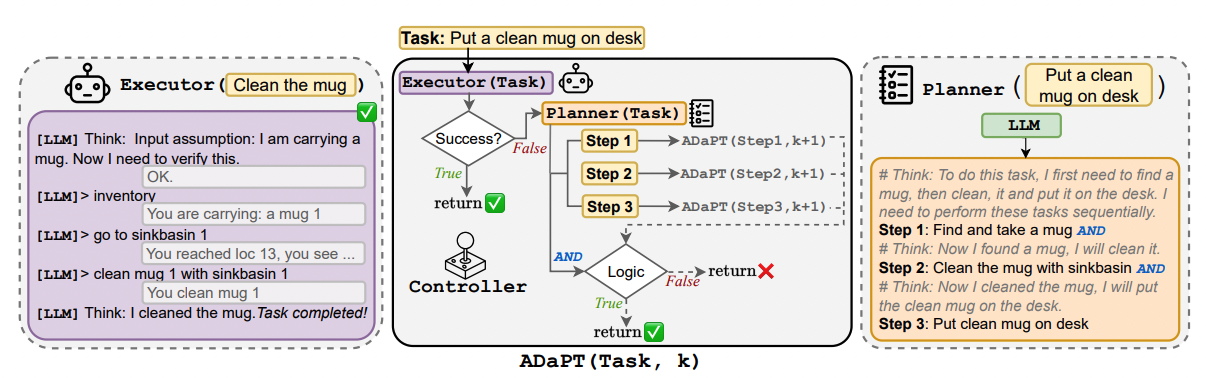 Task: Put a clean mug on desk
Executor(Clean the mug)
[LLM] Think: Input assumption: I am carrying a
mug. Now I need to verify this.
OK.
[LLM]> inventory
You are carrying: a mug 1
[LLM]> go to sinkbasin 1
You reached loc 13, you see ...
[LLM]> clean mug 1 with sinkbasin 1
You clean mug 1
[LLM] Think: I cleaned the mug. Task completed!
Executor(Task)
Success?
False
True
return
Planner(Task)
Step 1
ADaPT(Step1,k+1)
Step 2
ADaPT(Step2,k+1)
Step 3
ADaPT(Step3,k+1)
Controller
AND
Logic
False
return
True
return
ADaPT(Task, k)
Planner (Put a clean
mug on desk)
LLM
# Think: To do this task, I first need to find a
mug, then clean, it and put it on the desk. I
need to perform these tasks sequentially.
Step 1: Find and take a mug AND
# Think: Now I found a mug, I will clean it.
Step 2: Clean the mug with sinkbasin AND
# Think: Now I cleaned the mug, I will put
the clean mug on the desk.
Step 3: Put clean mug on desk